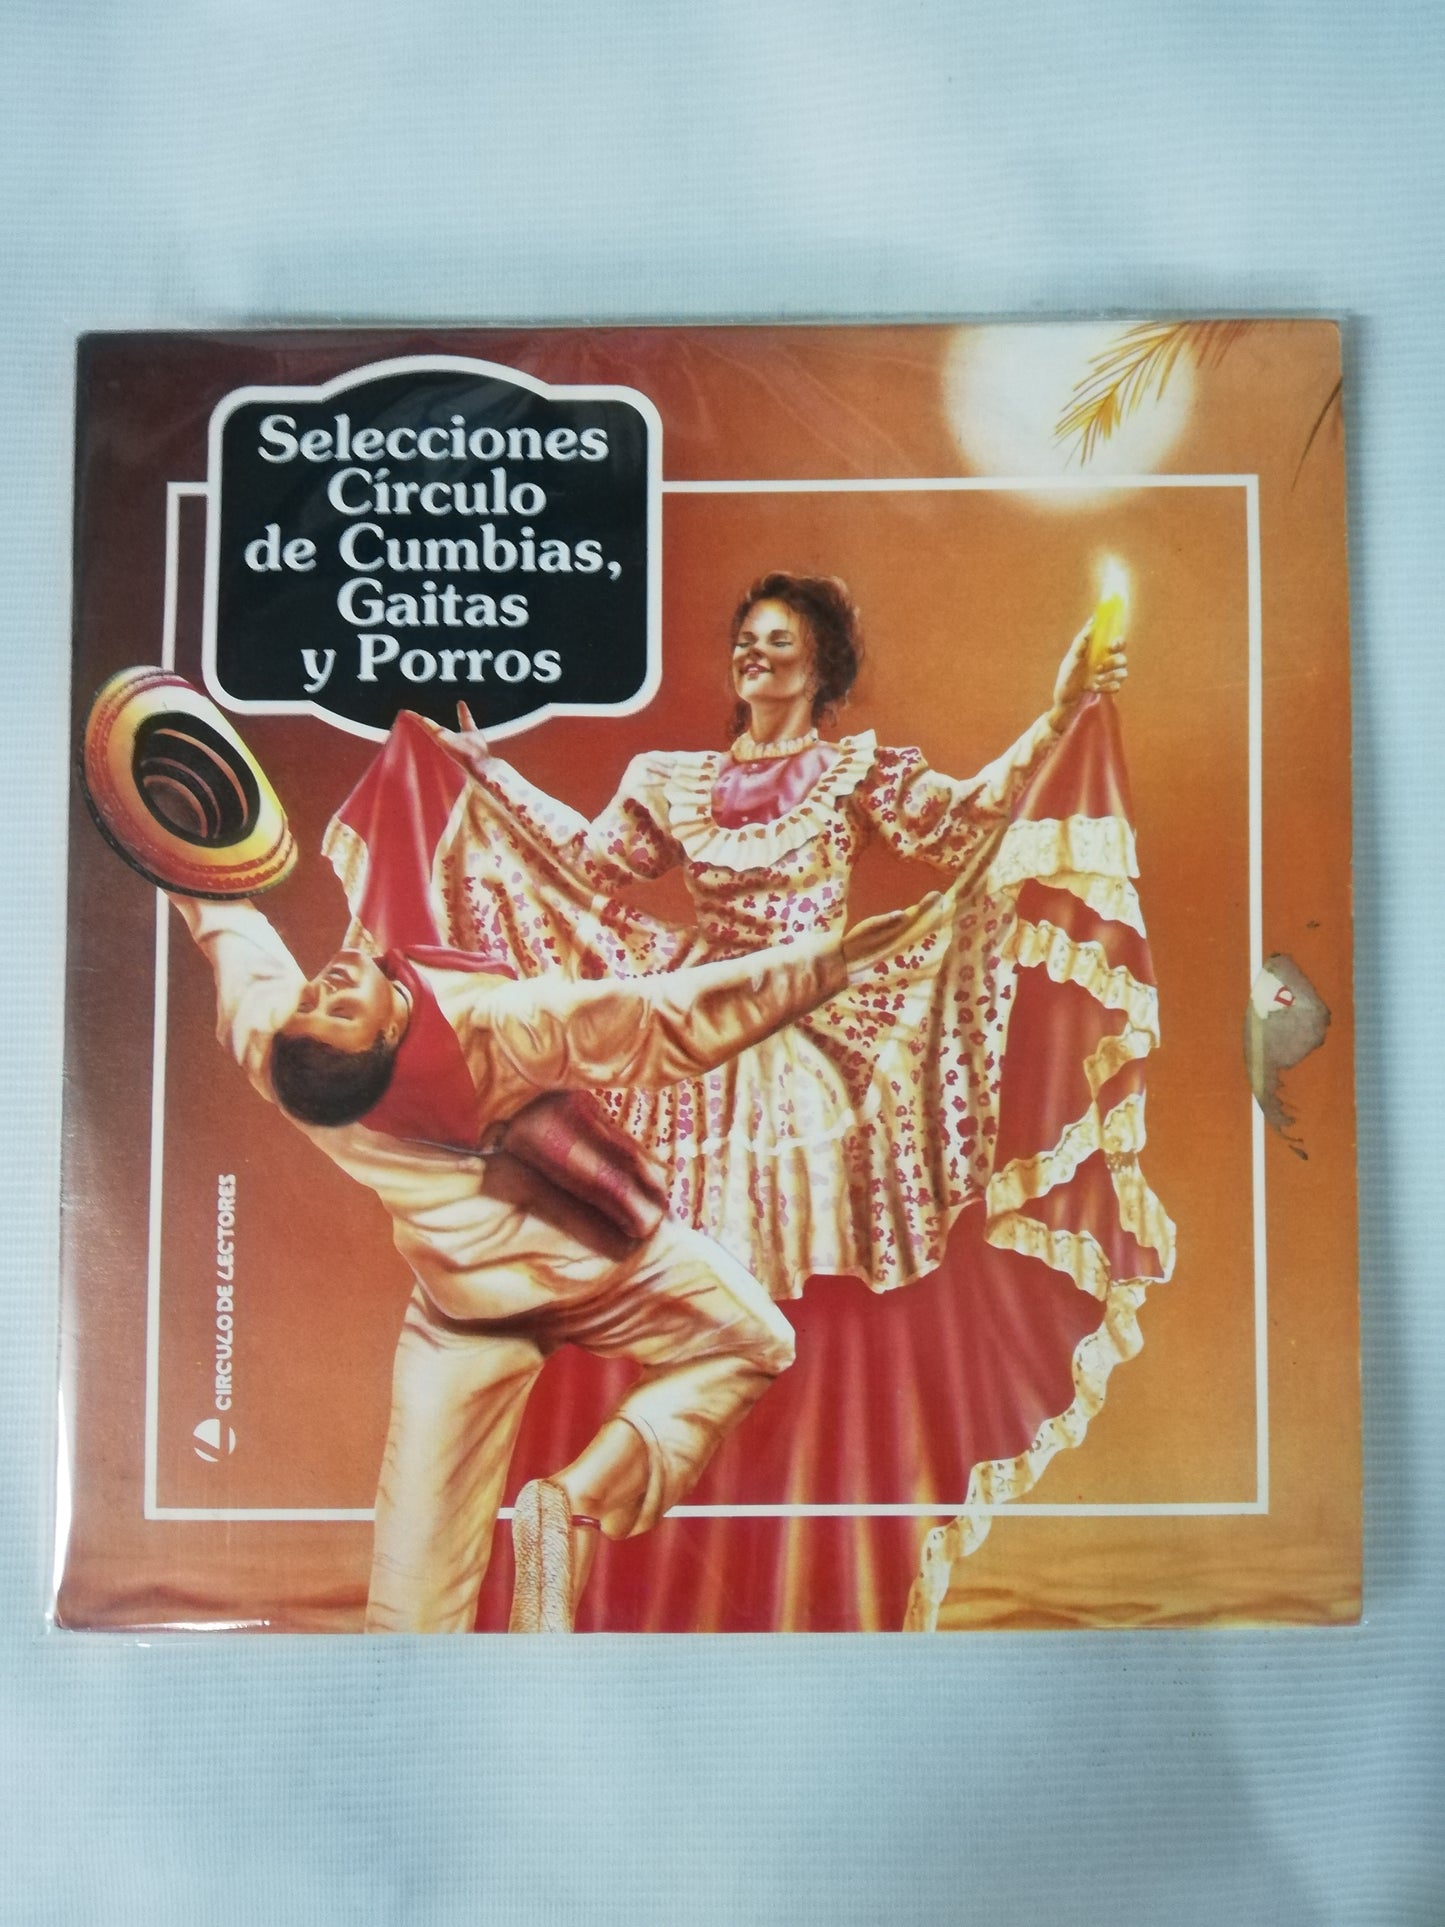 Selecciones
Círculo
de Cumbias,
Gaitas
y Porros
CIRCULO DE LECTORES
D